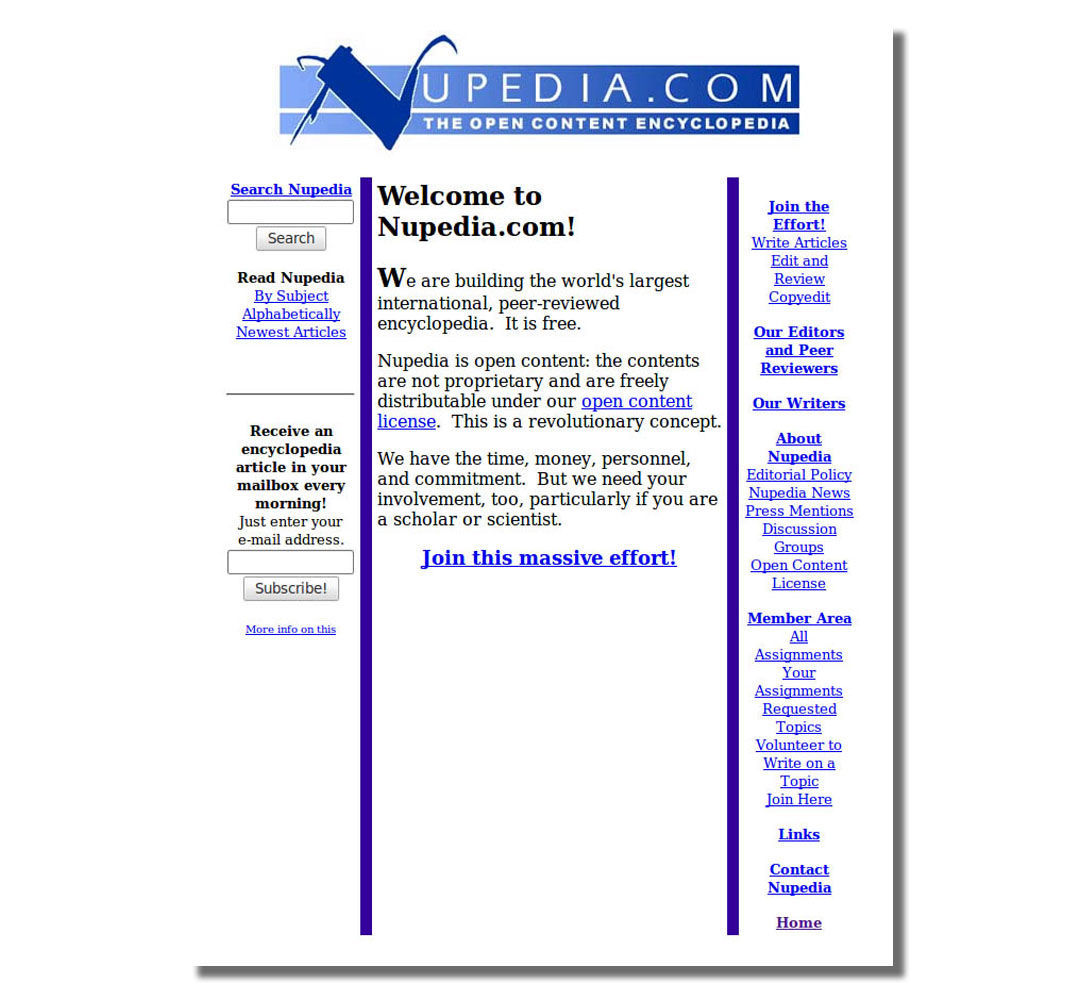 NUPEDIA.COM
THE OPEN CONTENT ENCYCLOPEDIA
Search Nupedia
Search
Read Nupedia
By Subject
Alphabetically
Newest Articles
Receive an
encyclopedia
article in your
mailbox every
morning!
Just enter your
e-mail address.
Subscribe!
More info on this
Welcome to
Nupedia.com!
We are building the world's largest
international, peer-reviewed
encyclopedia.  It is free.
Nupedia is open content: the contents
are not proprietary and are freely
distributable under our open content
license.  This is a revolutionary concept.
We have the time, money, personnel,
and commitment.  But we need your
involvement, too, particularly if you are
a scholar or scientist.
Join this massive effort!
Join the
Effort!
Write Articles
Edit and
Review
Copyedit
Our Editors
and Peer
Reviewers
Our Writers
About
Nupedia
Editorial Policy
Nupedia News
Press Mentions
Discussion
Groups
Open Content
License
Member Area
All
Assignments
Your
Assignments
Requested
Topics
Volunteer to
Write on a
Topic
Join Here
Links
Contact
Nupedia
Home